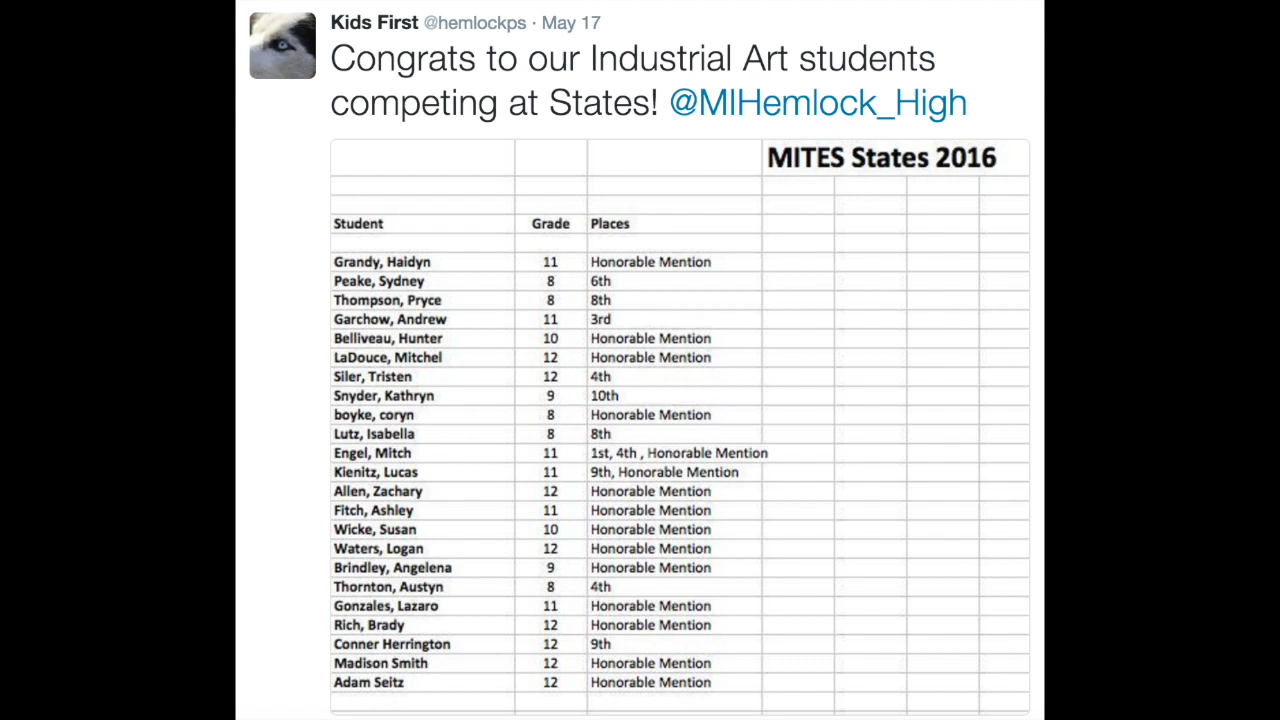 Kids First @hemlockps · May 17
Congrats to our Industrial Art students
competing at States! @MIHemlock_High
MITES States 2016
Student Grade Places
Grandy, Haidyn 11 Honorable Mention
Peake, Sydney 8 6th
Thompson, Pryce 8 8th
Garchow, Andrew 11 3rd
Belliveau, Hunter 10 Honorable Mention
LaDouce, Mitchel 12 Honorable Mention
Siler, Tristen 12 4th
Snyder, Kathryn 9 10th
boyke, coryn 8 Honorable Mention
Lutz, Isabella 8 8th
Engel, Mitch 11 1st, 4th , Honorable Mention
Kienitz, Lucas 11 9th, Honorable Mention
Allen, Zachary 12 Honorable Mention
Fitch, Ashley 11 Honorable Mention
Wicke, Susan 10 Honorable Mention
Waters, Logan 12 Honorable Mention
Brindley, Angelena 9 Honorable Mention
Thornton, Austyn 8 4th
Gonzales, Lazaro 11 Honorable Mention
Rich, Brady 12 Honorable Mention
Conner Herrington 12 9th
Madison Smith 12 Honorable Mention
Adam Seitz 12 Honorable Mention